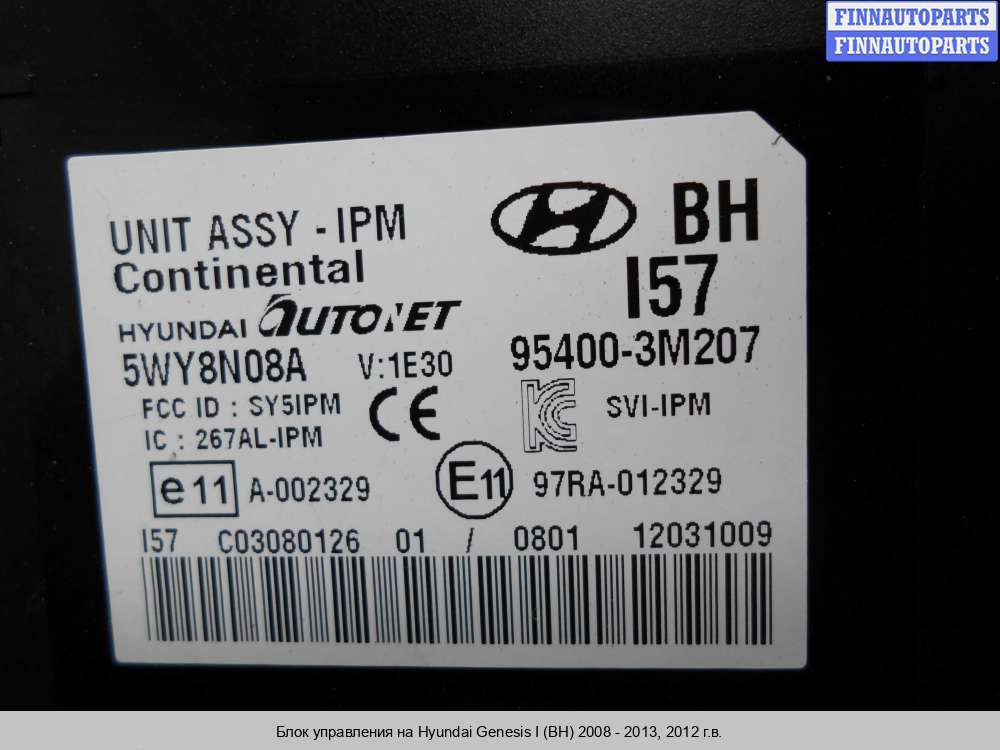 FINNAUTOPARTS
FINNAUTOPARTS
UNIT ASSY - IPM
BH
Continental
I57
HYUNDAI AUTONET
95400-3M207
5WY8N08A V:1E30
FCC ID : SY5IPM
SVI-IPM
IC : 267AL-IPM
e11 A-002329
E11 97RA-012329
I57 C03080126 01 / 0801 12031009
Блок управления на Hyundai Genesis I (BH) 2008 - 2013, 2012 г.в.